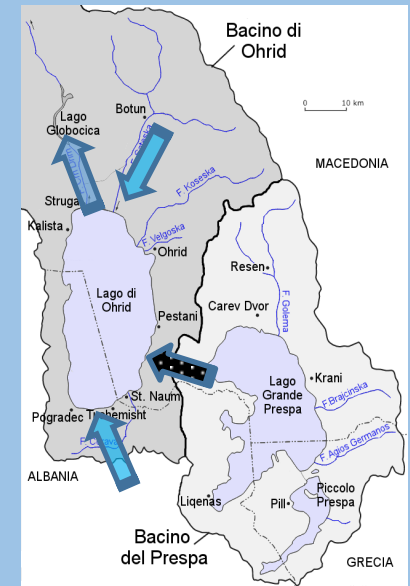 Bacino di
Ohrid
Botun
0 10 km
Lago
Globocica
F. Sateska
MACEDONIA
F. Koseska
Struga
Kalista
F. Velgoska
Ohrid
Resen
Lago di
Ohrid
Carev Dvor
F. Golema
Pestani
Lago
Grande
Prespa
Krani
F.Brajcinska
St. Naum
Pogradec
F. Agios Germanos
ALBANIA
Liqenas
Pill
Piccolo
Prespa
Bacino
del Prespa
GRECIA